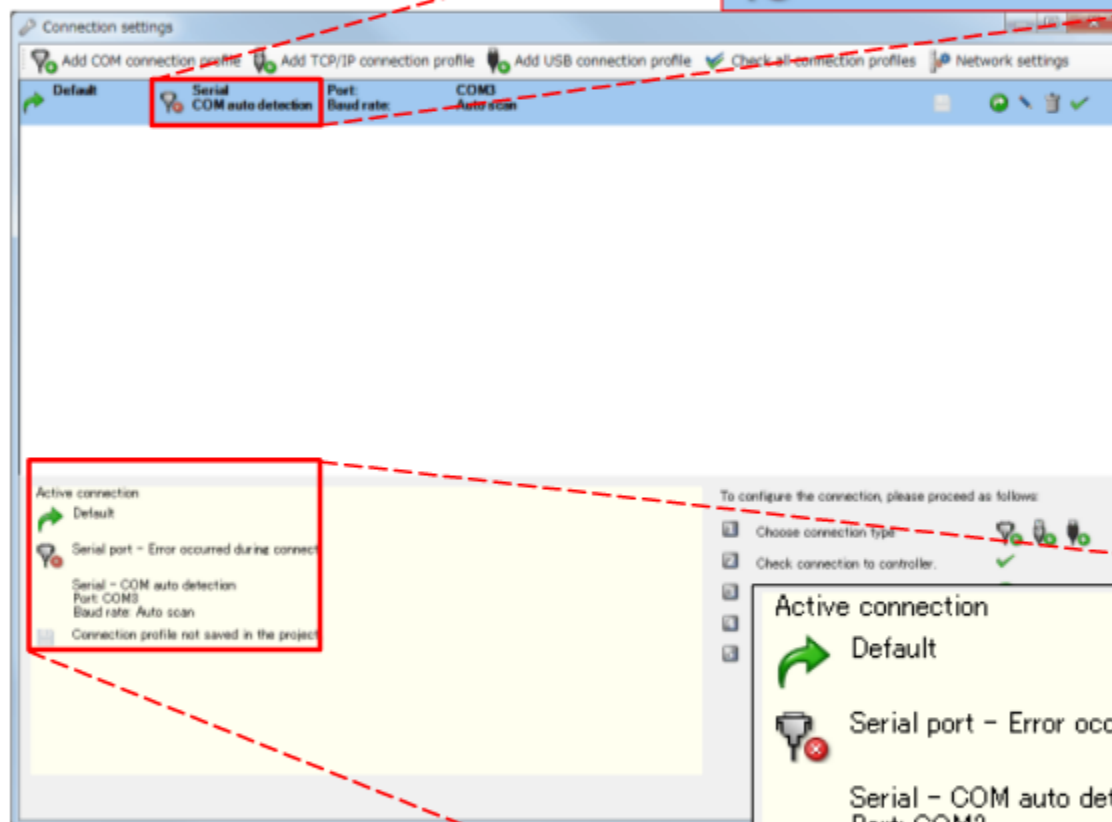 Connection settings
Add COM connection profile Add TCP/IP connection profile Add USB connection profile Check all connection profiles Network settings
Default Serial Port: COM3
COM auto detection Baud rate: Auto scan
Active connection
Default
Serial port - Error occurred during connect
Serial - COM auto detection
Port: COM3
Baud rate: Auto scan
Connection profile not saved in the project
To configure the connection, please proceed as follows:
1 Choose connection type
2 Check connection to controller.
Active connection
Default
Serial port - Error occ
Serial - COM auto det
Port: COM3